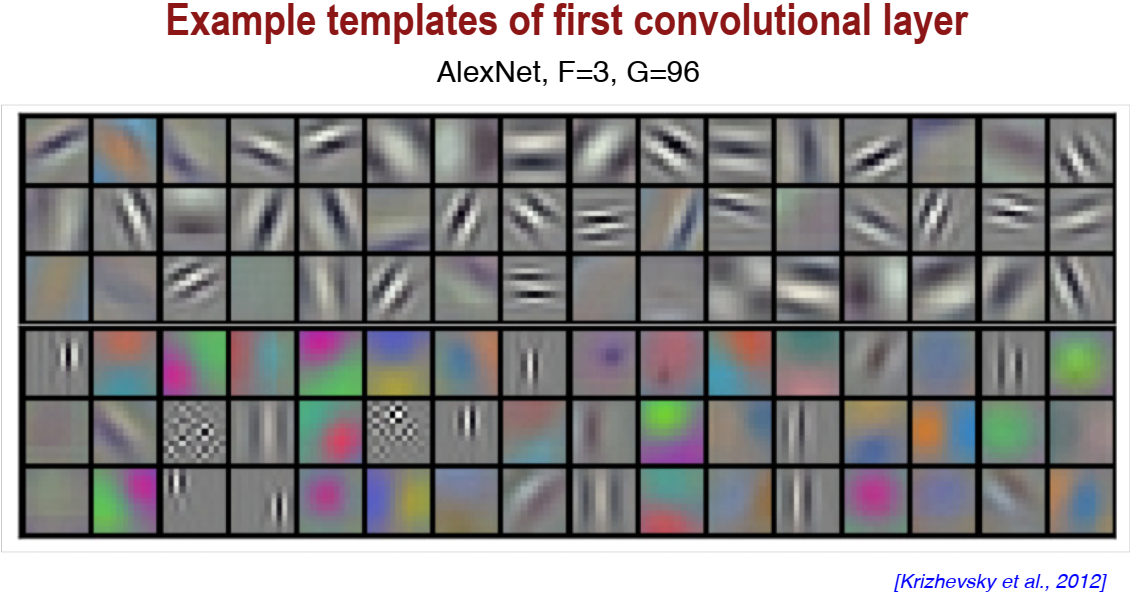 Example templates of first convolutional layer
AlexNet, F=3, G=96
[Krizhevsky et al., 2012]